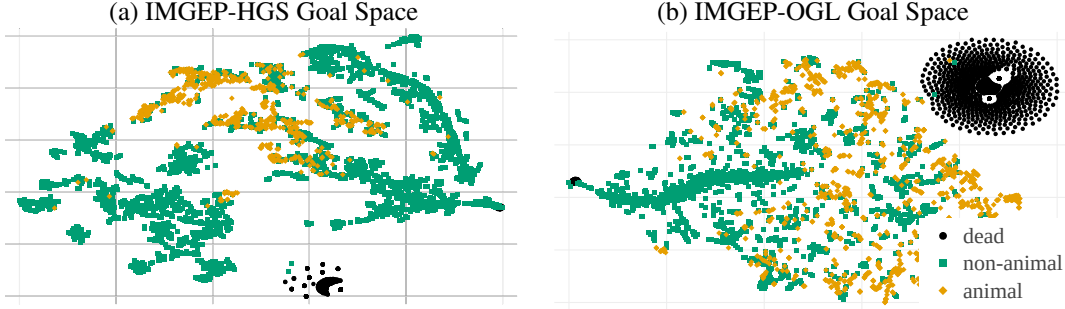 (a) IMGEP-HGS Goal Space
(b) IMGEP-OGL Goal Space
dead
non-animal
animal